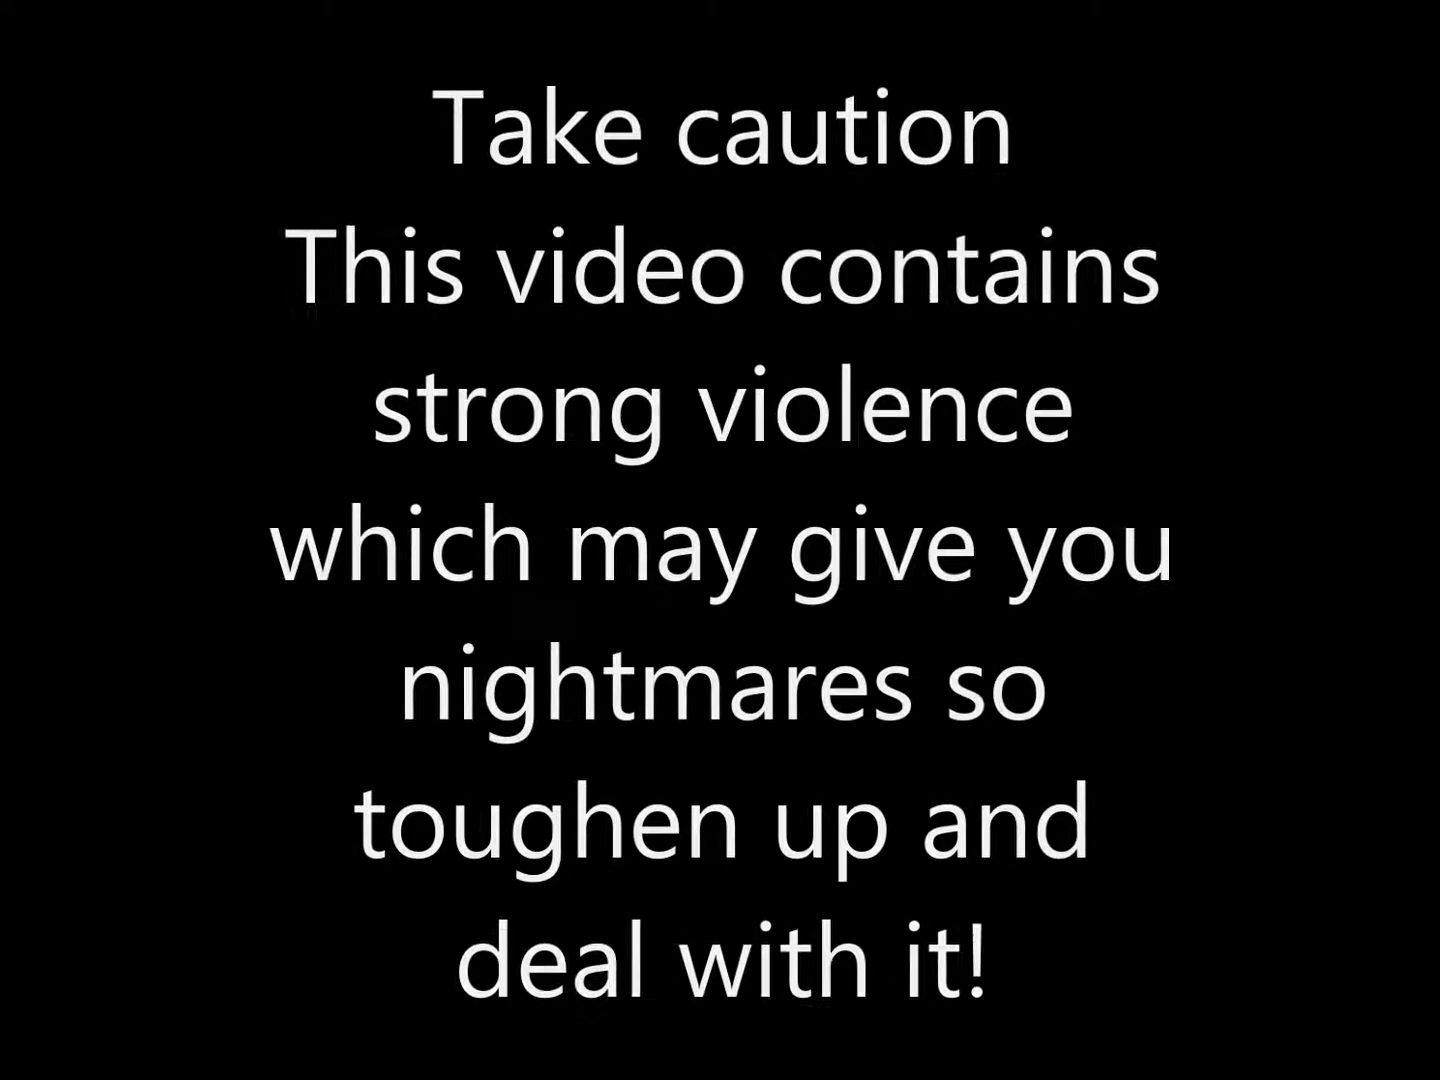 Take caution
This video contains
strong violence
which may give you
nightmares so
toughen up and
deal with it!